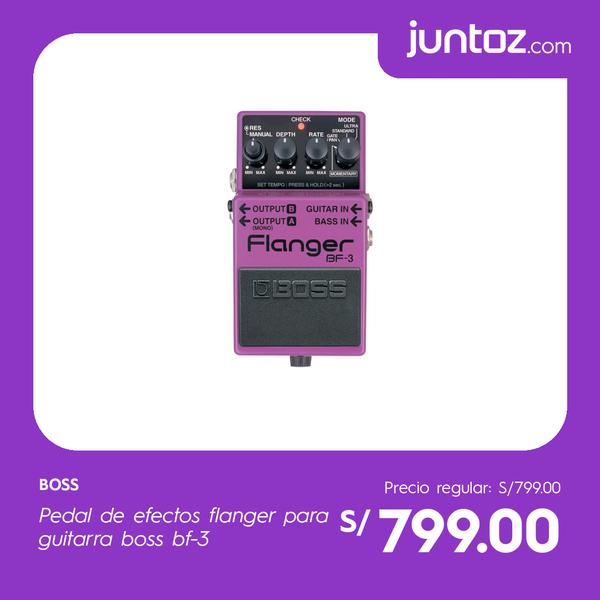 juntoz.com
CHECK
MODE
RES
MANUAL DEPTH RATE
ULTRA
STANDARD
GATE
/PAN
MIN MAX MIN MAX MIN MAX MOMENTARY
SET TEMPO : PRESS & HOLD (>2 sec.)
OUTPUT B GUITAR IN
OUTPUT A BASS IN
(MONO)
Flanger
BF-3
BOSS
BOSS
Precio regular: S/799.00
Pedal de efectos flanger para
guitarra boss bf-3
S/ 799.00